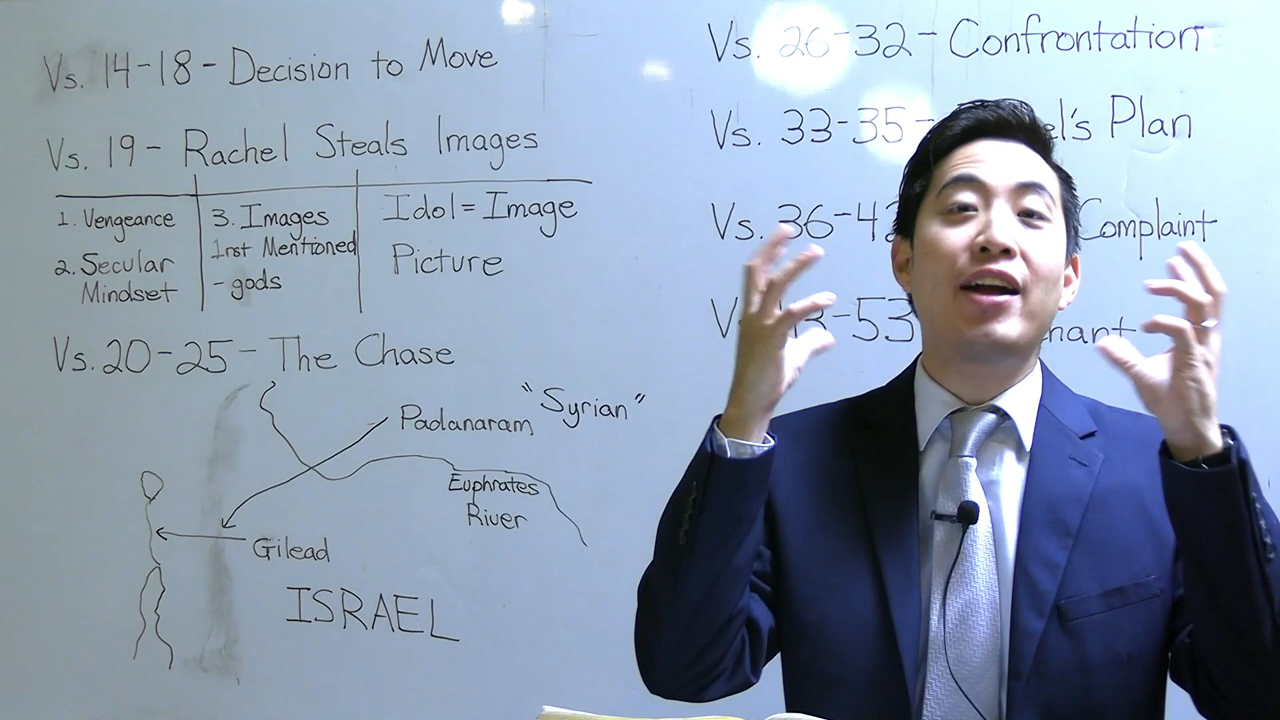 Vs. 14-18 - Decision to Move
Vs. 19 - Rachel Steals Images
1. Vengeance
2. Secular
Mindset
3. Images
1rst Mentioned
- gods
Idol = Image
Picture
Vs. 20-25 - The Chase
Padanaram, "Syrian"
Euphrates
River
Gilead
ISRAEL
Vs. 26-32 - Confrontation
Vs. 33-35 - Plan
Vs. 36- Complaint
-53